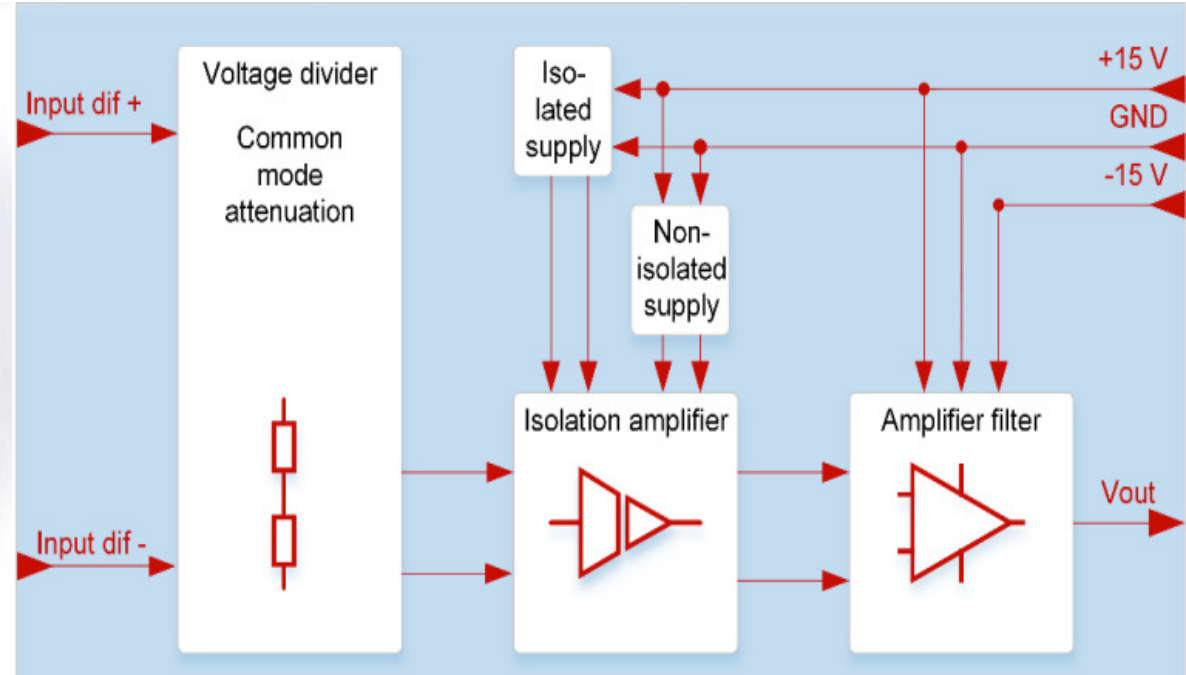 Voltage divider
Common
mode
attenuation
Input dif +
Input dif -
Iso-
lated
supply
Non-
isolated
supply
+15 V
GND
-15 V
Isolation amplifier
Amplifier filter
Vout